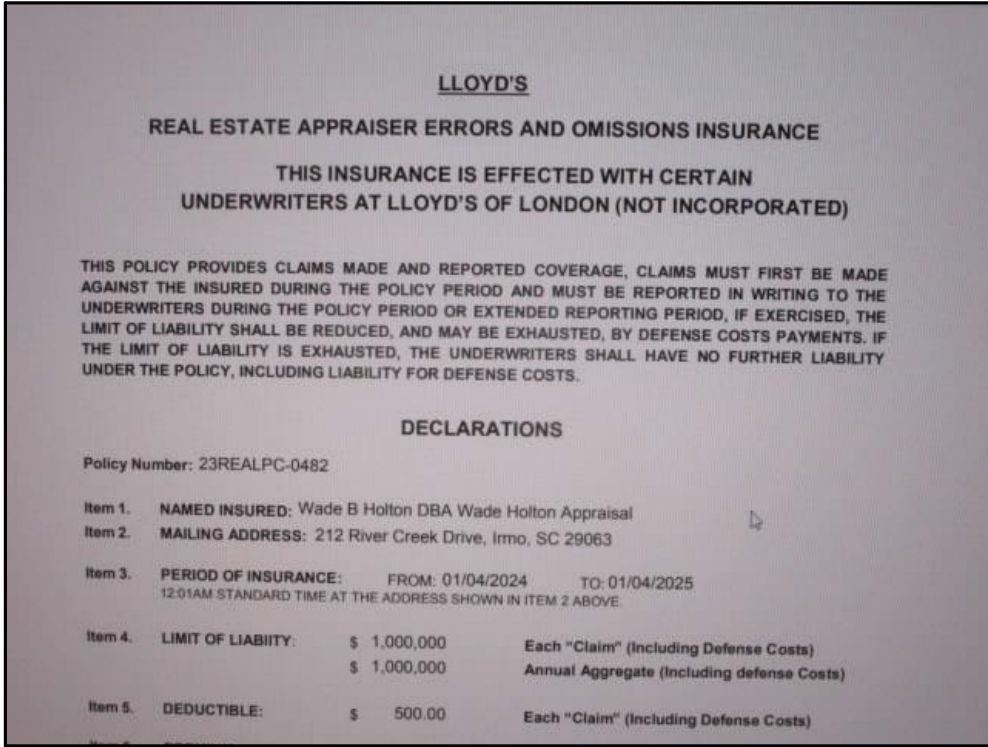 LLOYD'S
REAL ESTATE APPRAISER ERRORS AND OMISSIONS INSURANCE
THIS INSURANCE IS EFFECTED WITH CERTAIN
UNDERWRITERS AT LLOYD'S OF LONDON (NOT INCORPORATED)
THIS POLICY PROVIDES CLAIMS MADE AND REPORTED COVERAGE, CLAIMS MUST FIRST BE MADE
AGAINST THE INSURED DURING THE POLICY PERIOD AND MUST BE REPORTED IN WRITING TO THE
UNDERWRITERS DURING THE POLICY PERIOD OR EXTENDED REPORTING PERIOD, IF EXERCISED, THE
LIMIT OF LIABILITY SHALL BE REDUCED, AND MAY BE EXHAUSTED, BY DEFENSE COSTS PAYMENTS. IF
THE LIMIT OF LIABILITY IS EXHAUSTED, THE UNDERWRITERS SHALL HAVE NO FURTHER LIABILITY
UNDER THE POLICY, INCLUDING LIABILITY FOR DEFENSE COSTS.
DECLARATIONS
Policy Number: 23REALPC-0482
Item 1. NAMED INSURED: Wade B Holton DBA Wade Holton Appraisal
Item 2. MAILING ADDRESS: 212 River Creek Drive, Irmo, SC 29063
Item 3. PERIOD OF INSURANCE: FROM: 01/04/2024 TO: 01/04/2025
12:01AM STANDARD TIME AT THE ADDRESS SHOWN IN ITEM 2 ABOVE.
Item 4. LIMIT OF LIABIITY: $ 1,000,000 Each "Claim" (Including Defense Costs)
$ 1,000,000 Annual Aggregate (Including defense Costs)
Item 5. DEDUCTIBLE: $ 500.00 Each "Claim" (Including Defense Costs)